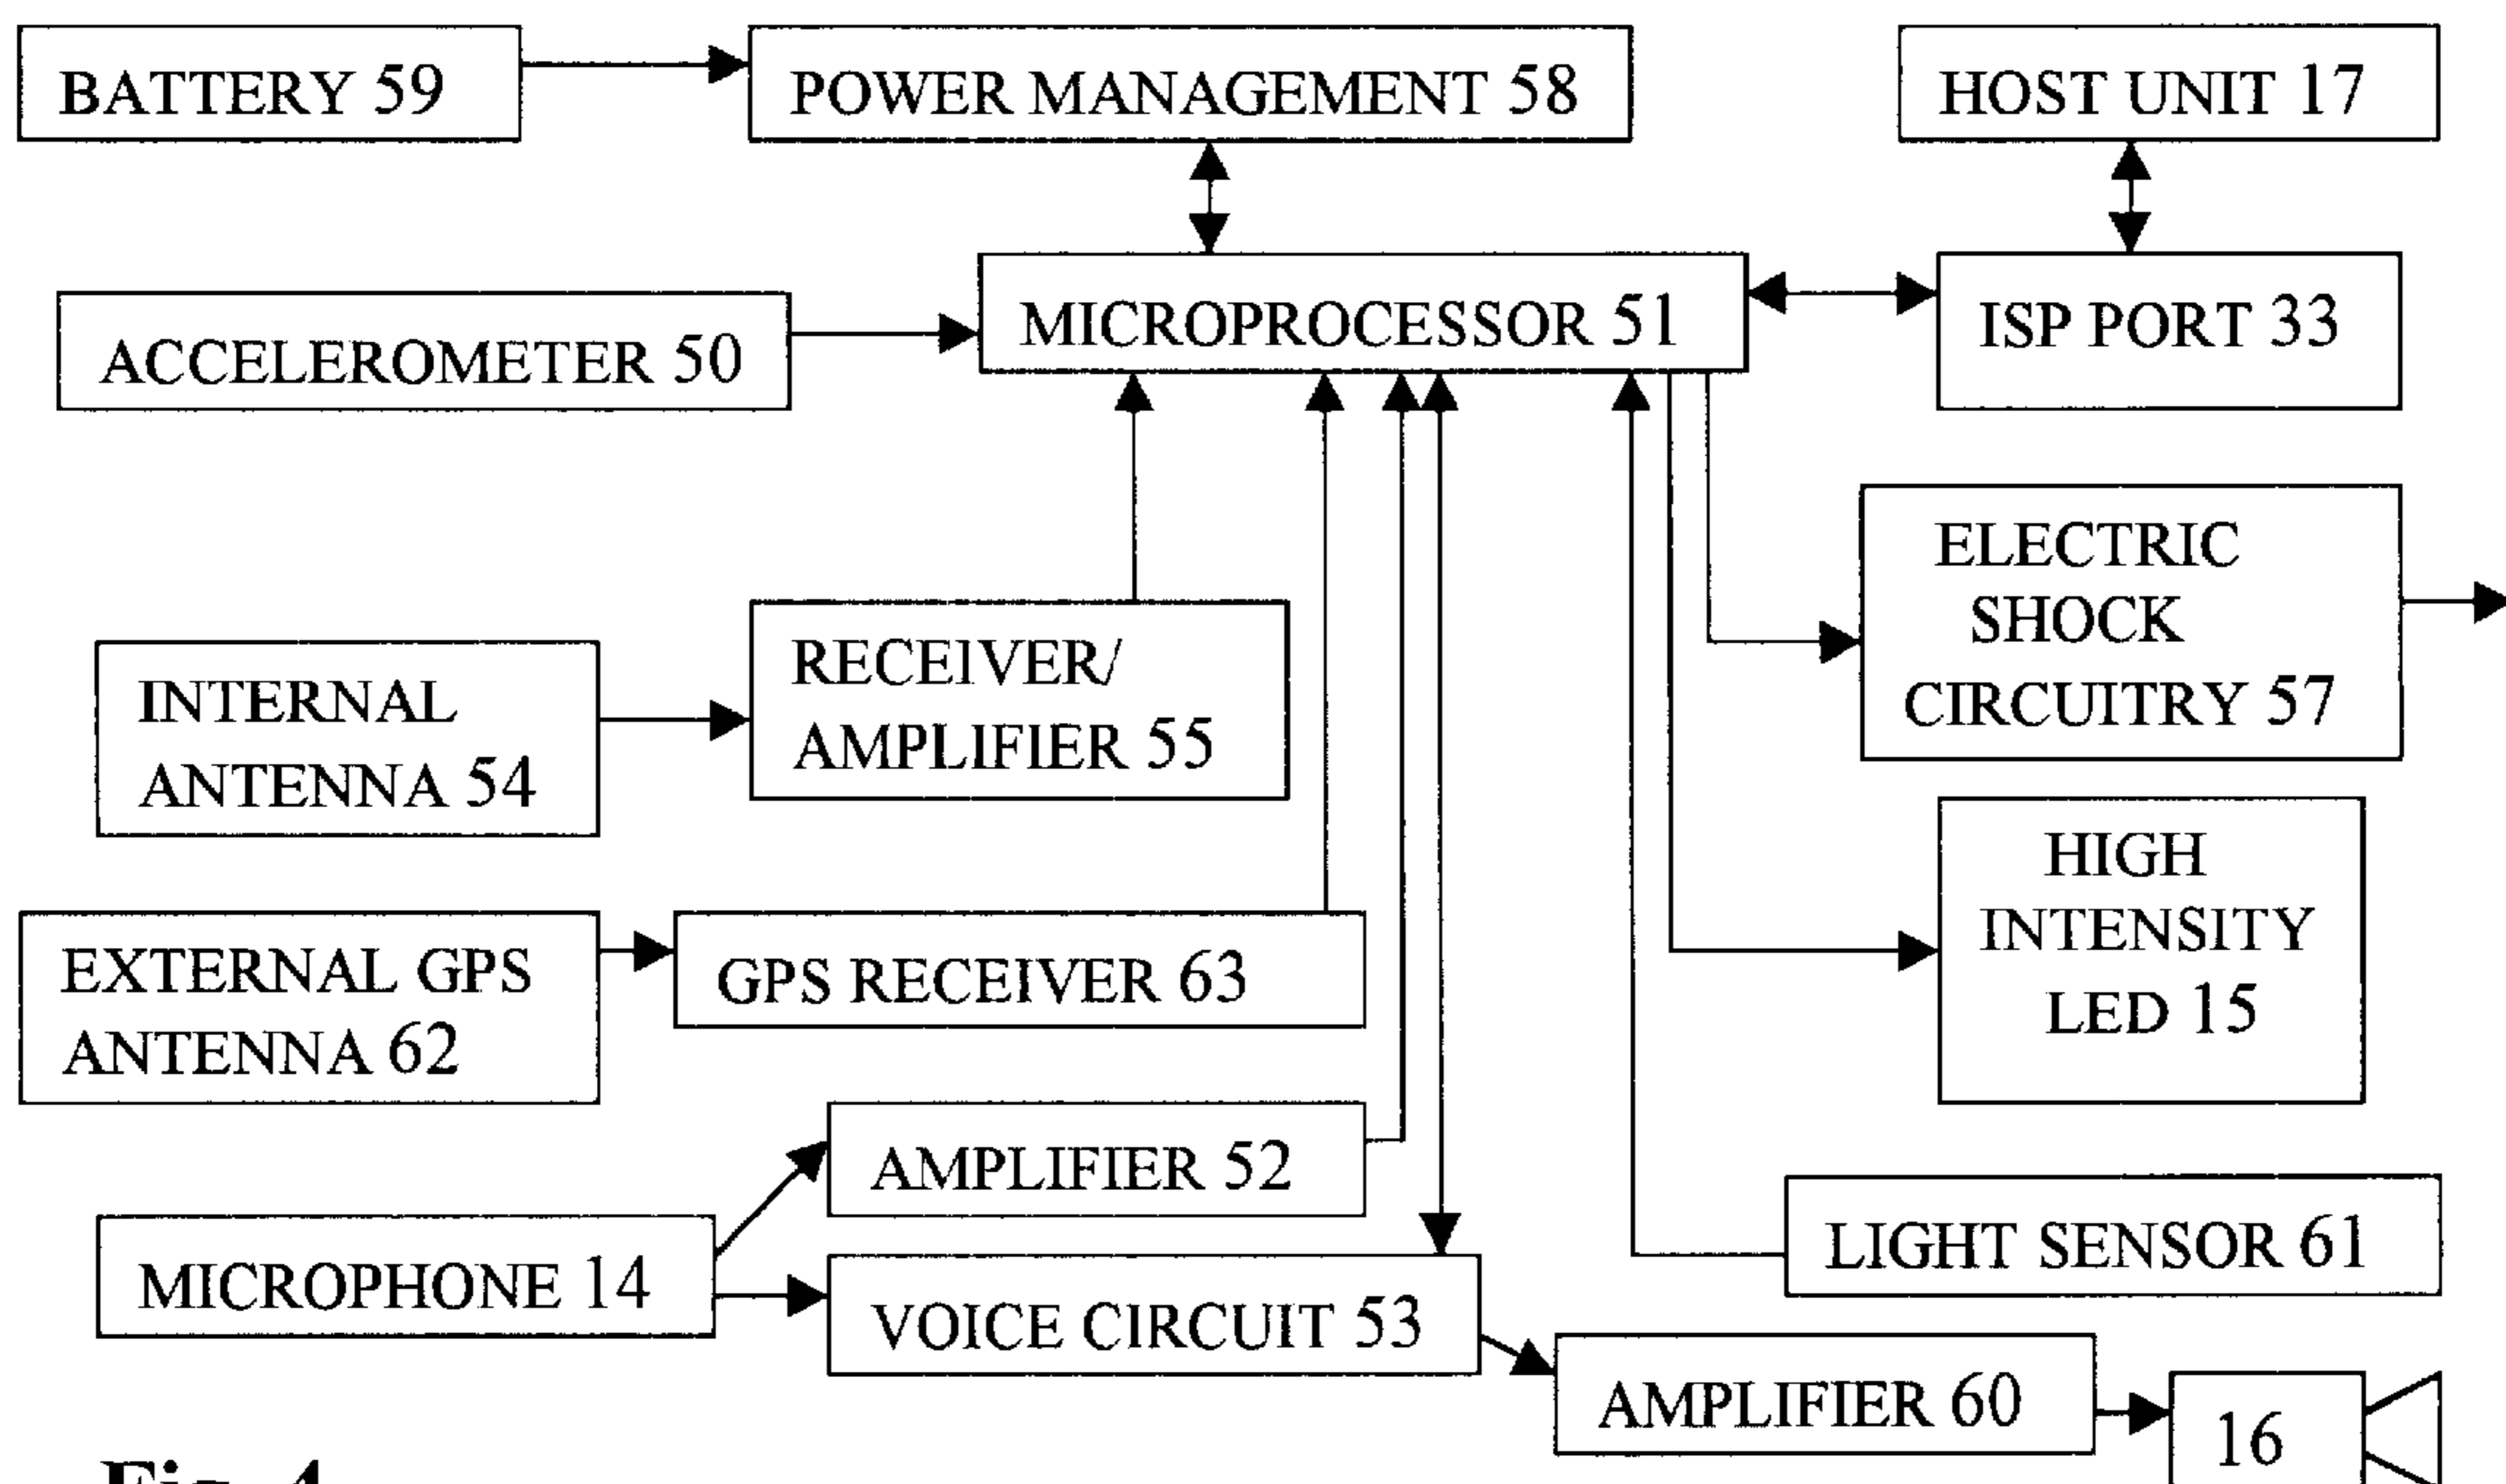 BATTERY 59
POWER MANAGEMENT 58
HOST UNIT 17
ACCELEROMETER 50
MICROPROCESSOR 51
ISP PORT 33
INTERNAL
ANTENNA 54
RECEIVER/
AMPLIFIER 55
ELECTRIC
SHOCK
CIRCUITRY 57
EXTERNAL GPS
ANTENNA 62
GPS RECEIVER 63
HIGH
INTENSITY
LED 15
AMPLIFIER 52
MICROPHONE 14
VOICE CIRCUIT 53
LIGHT SENSOR 61
AMPLIFIER 60
16
Fig. 4